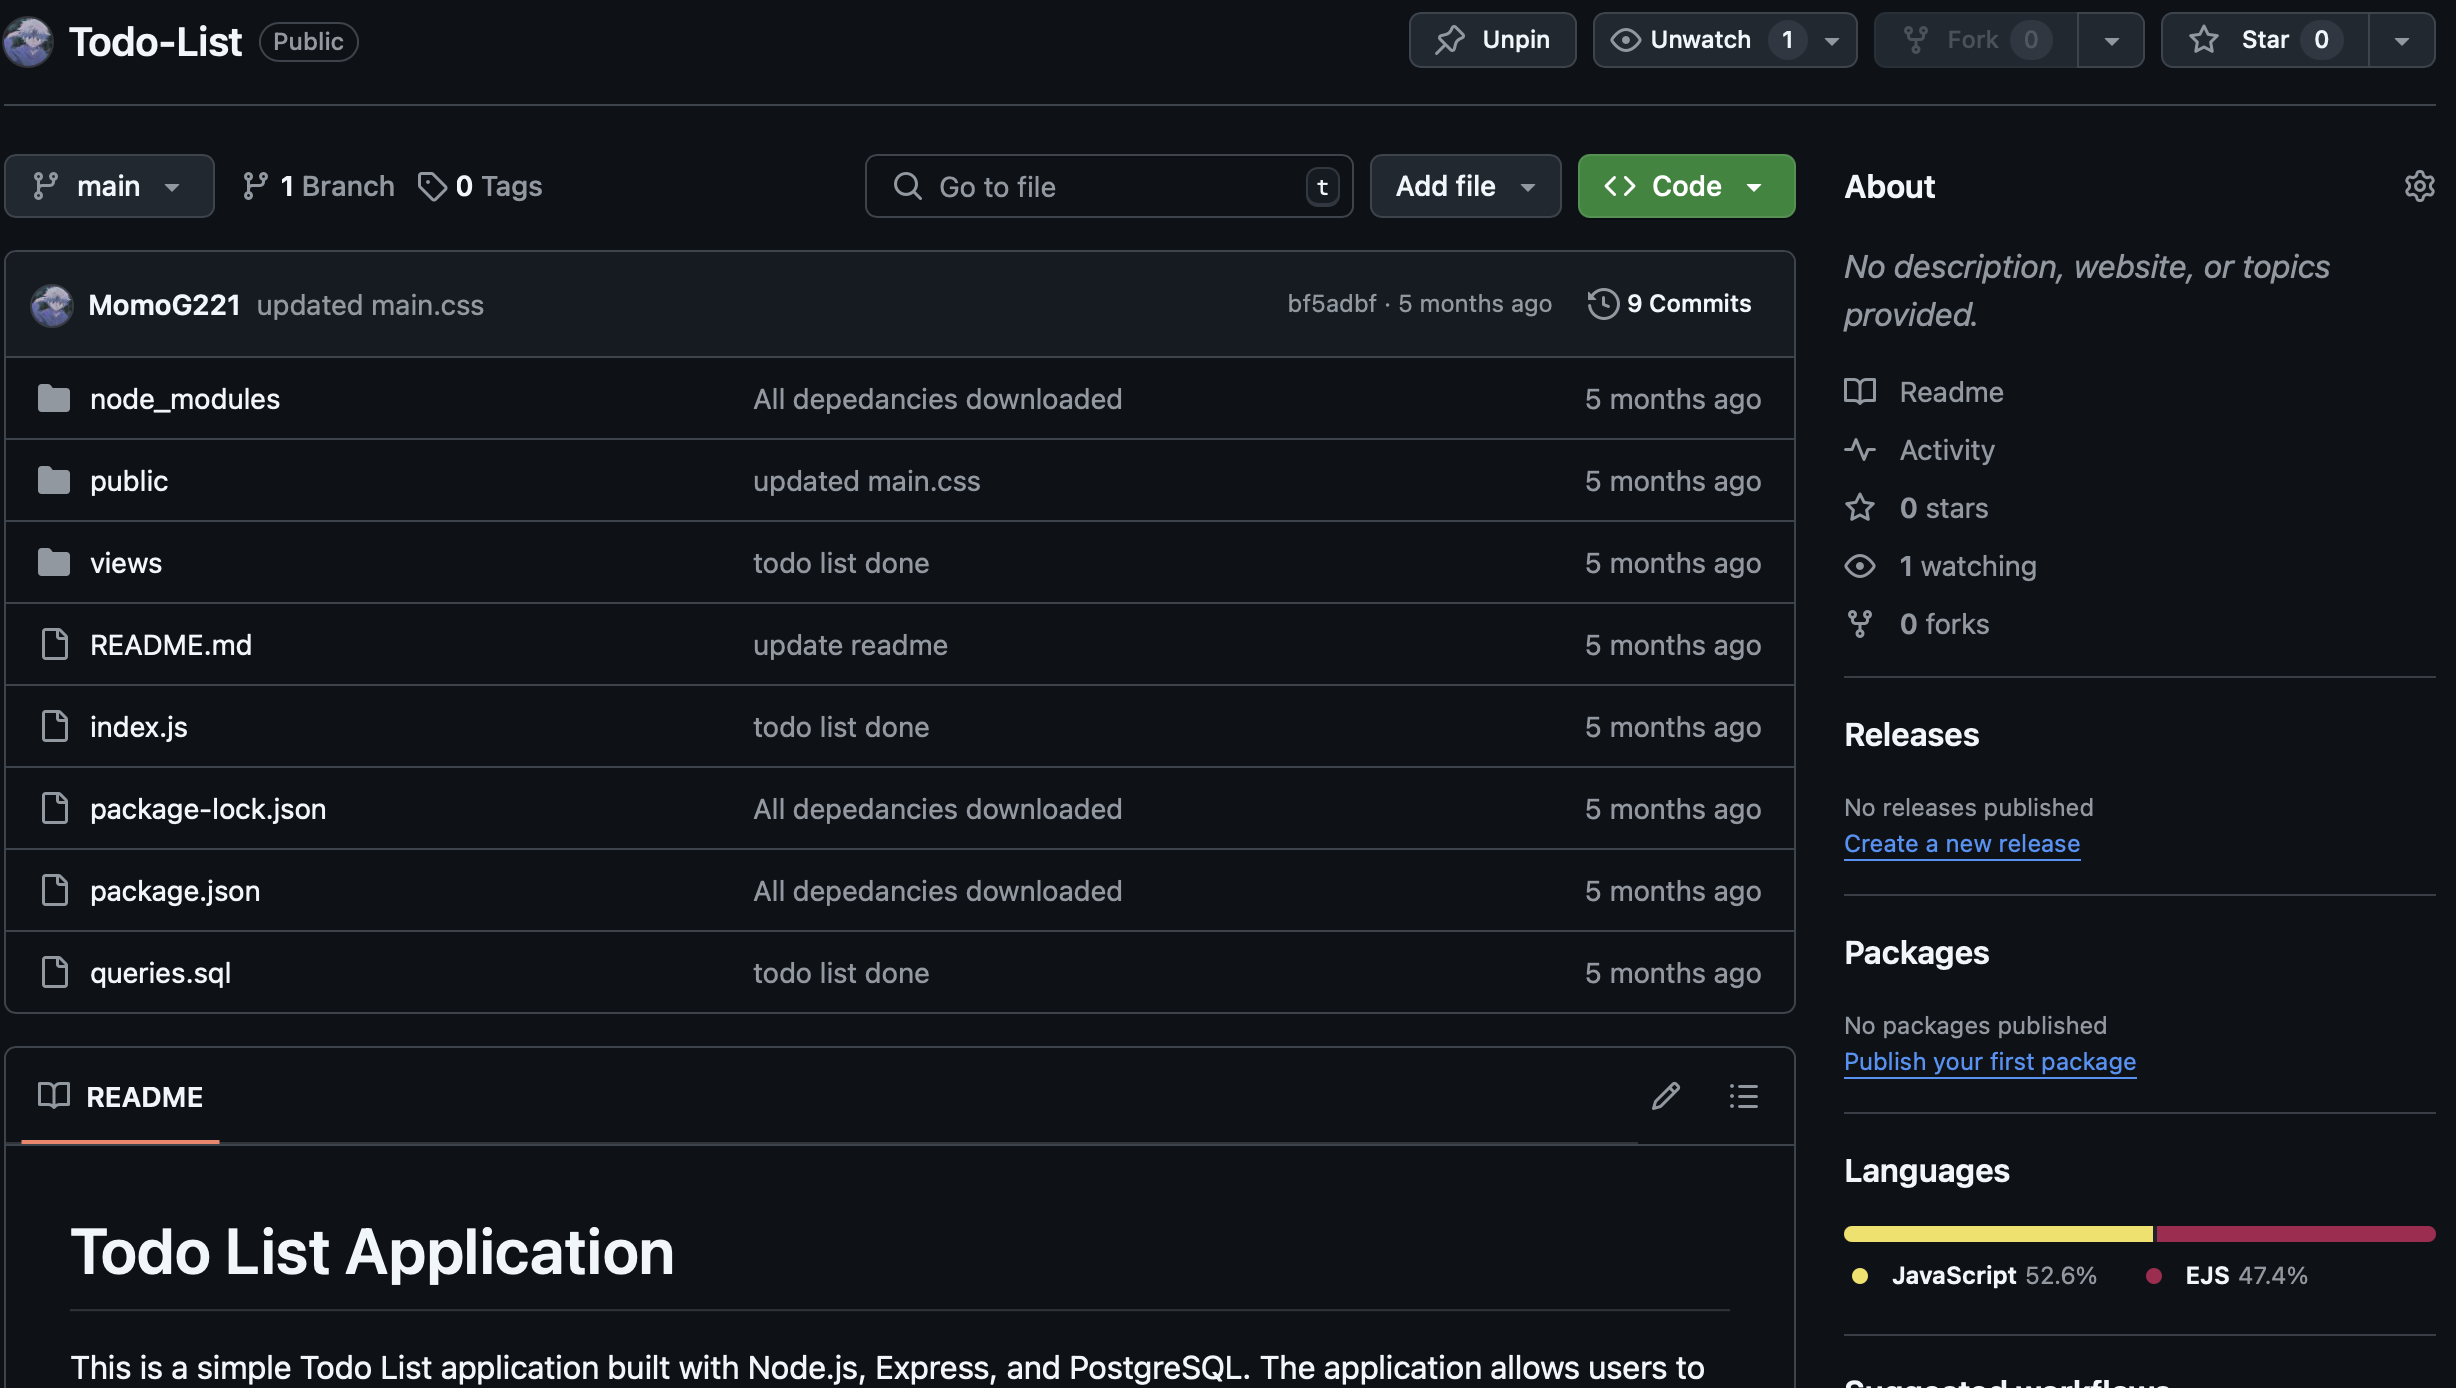 Todo-List Public Unpin Unwatch 1 Fork 0 Star 0
main 1 Branch 0 Tags Go to file t Add file Code
MomoG221 updated main.css bf5adbf · 5 months ago 9 Commits
node_modules All depedancies downloaded 5 months ago
public updated main.css 5 months ago
views todo list done 5 months ago
README.md update readme 5 months ago
index.js todo list done 5 months ago
package-lock.json All depedancies downloaded 5 months ago
package.json All depedancies downloaded 5 months ago
queries.sql todo list done 5 months ago
README
Todo List Application
This is a simple Todo List application built with Node.js, Express, and PostgreSQL. The application allows users to
About
No description, website, or topics
provided.
Readme
Activity
0 stars
1 watching
0 forks
Releases
No releases published
Create a new release
Packages
No packages published
Publish your first package
Languages
JavaScript 52.6% EJS 47.4%
Suggested workflows